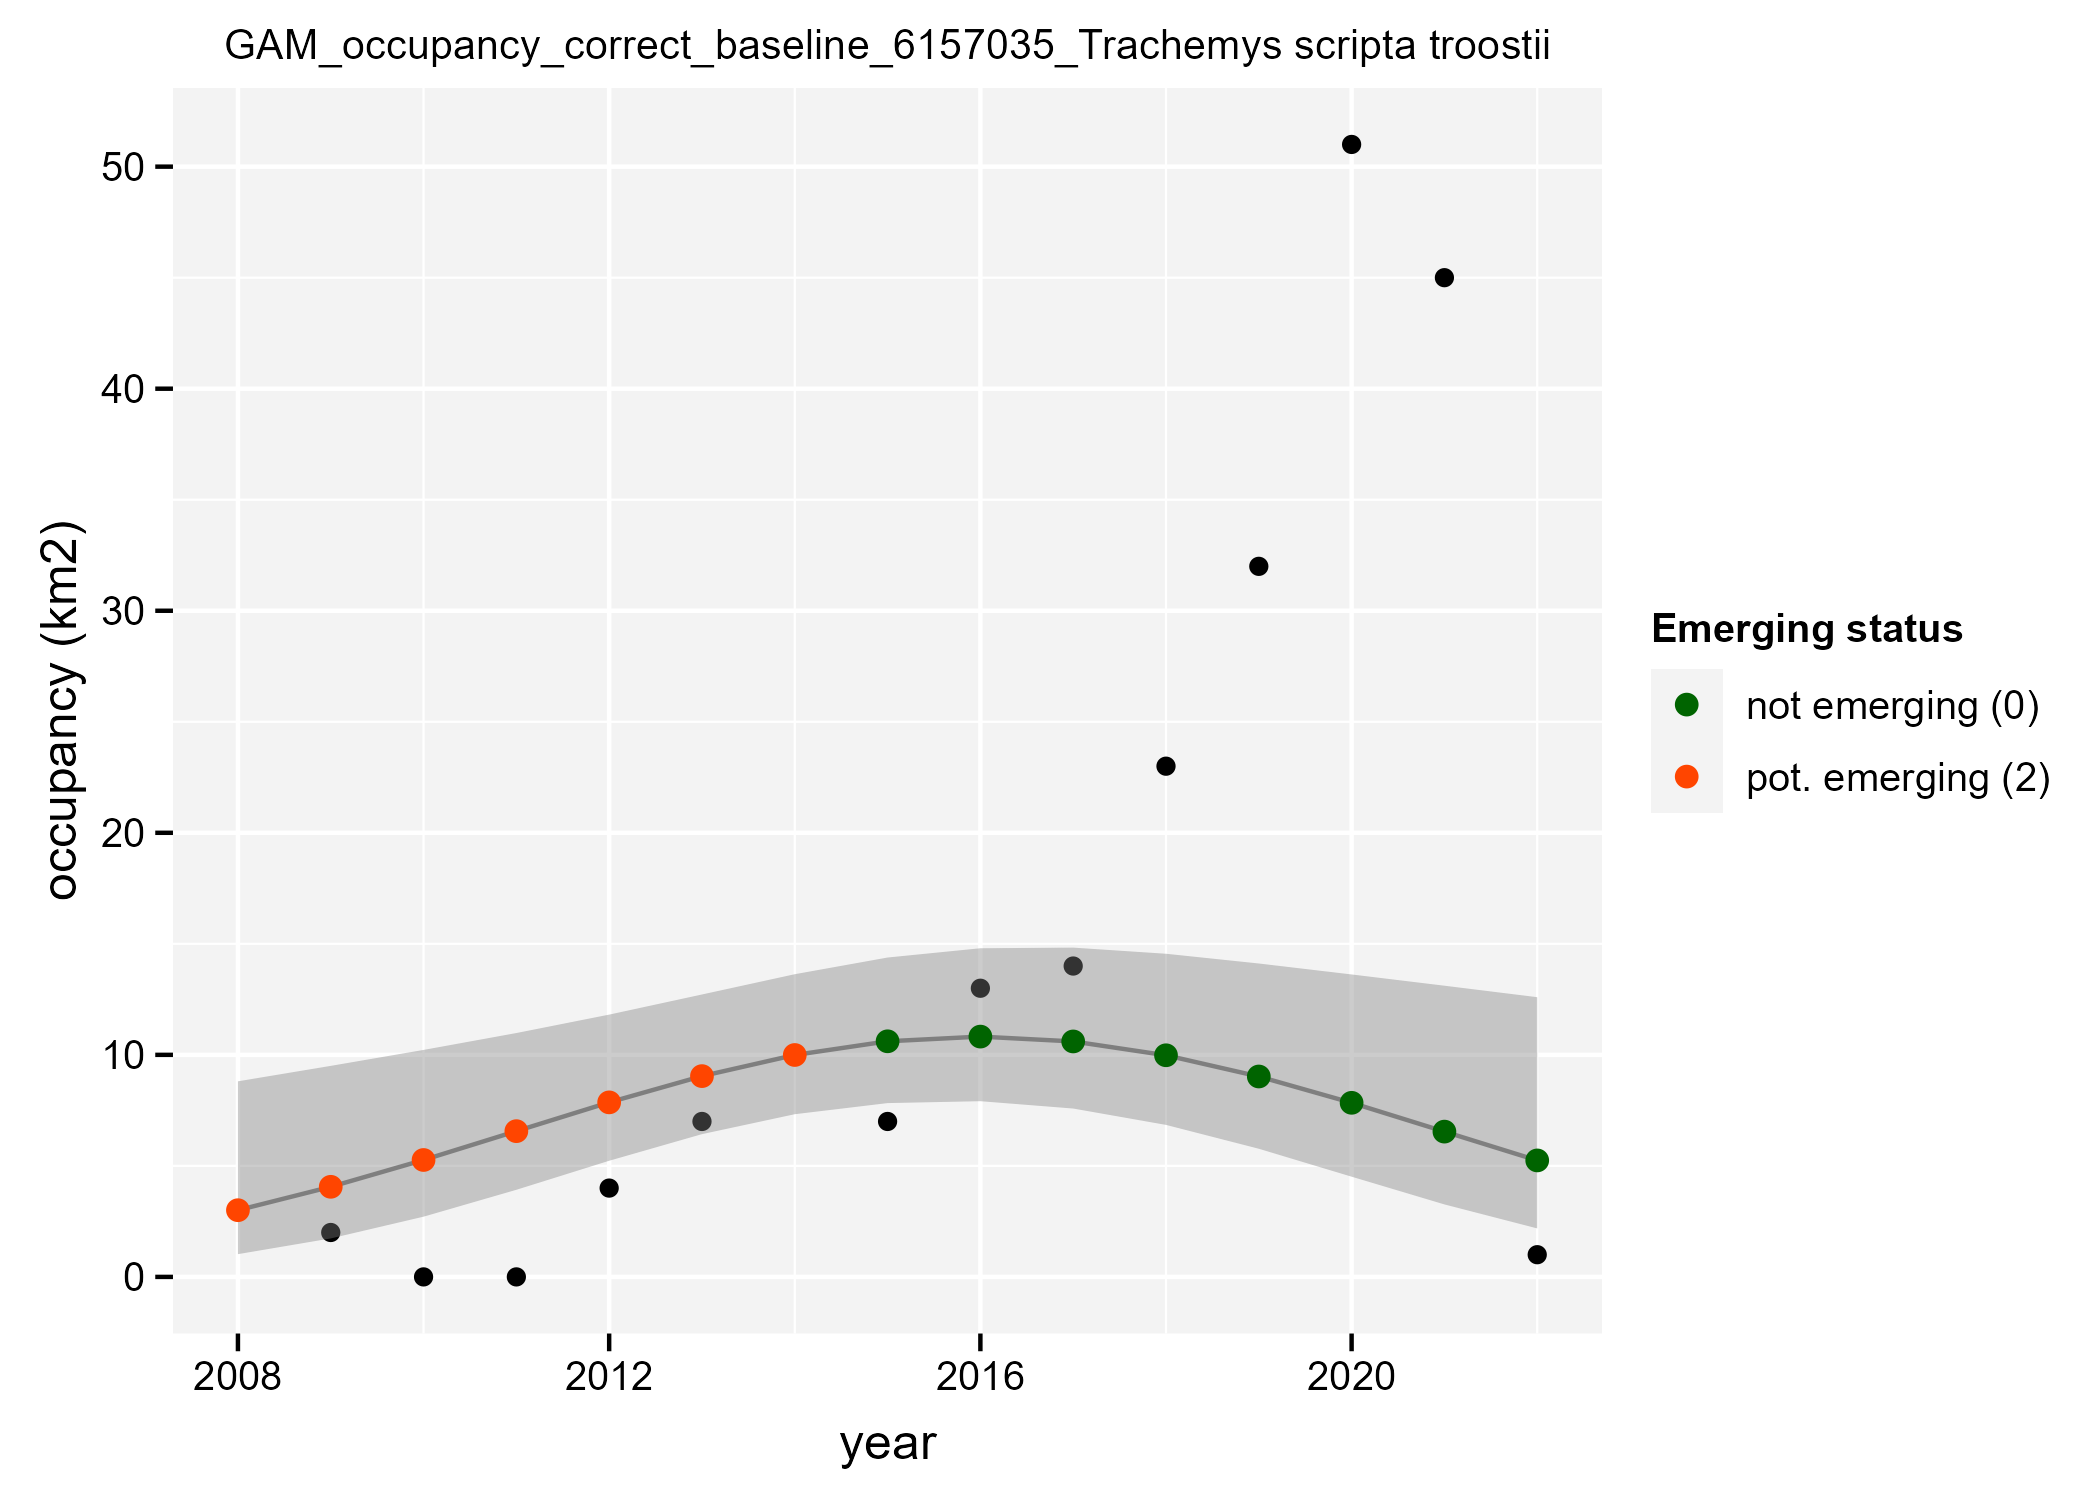 GAM_occupancy_correct_baseline_6157035_Trachemys scripta troostii
50
40
30
20
10
0
occupancy (km2)
2008
2012
2016
2020
year
Emerging status
not emerging (0)
pot. emerging (2)